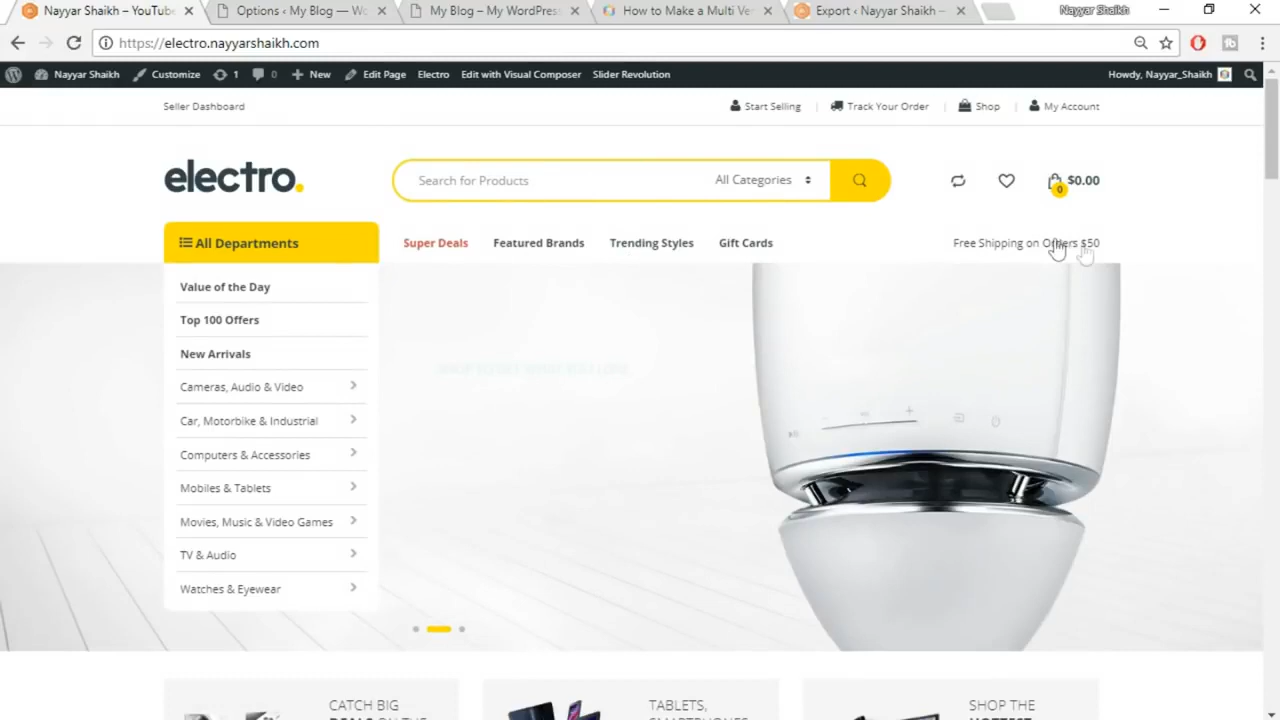 Nayyar Shaikh – YouTub
Options ‹ My Blog — Wo
My Blog – My WordPress
How to Make a Multi Ve
Export ‹ Nayyar Shaikh –
Nayyar Shaikh
https://electro.nayyarshaikh.com
Nayyar Shaikh
Customize
1
0
New
Edit Page
Electro
Edit with Visual Composer
Slider Revolution
Howdy, Nayyar_Shaikh
Seller Dashboard
Start Selling
Track Your Order
Shop
My Account
electro.
Search for Products
All Categories
0
$0.00
All Departments
Super Deals
Featured Brands
Trending Styles
Gift Cards
Free Shipping on Orders $50
Value of the Day
Top 100 Offers
New Arrivals
Cameras, Audio & Video
Car, Motorbike & Industrial
Computers & Accessories
Mobiles & Tablets
Movies, Music & Video Games
TV & Audio
Watches & Eyewear
CATCH BIG
DEALS ON THE
TABLETS,
SMARTPHONES
SHOP THE
HOTTEST